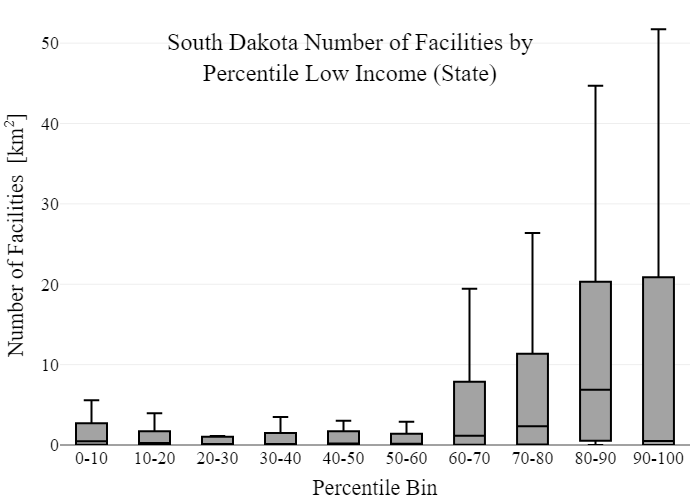 South Dakota Number of Facilities by
Percentile Low Income (State)
Number of Facilities [km²]
50
40
30
20
10
0
0-10 10-20 20-30 30-40 40-50 50-60 60-70 70-80 80-90 90-100
Percentile Bin